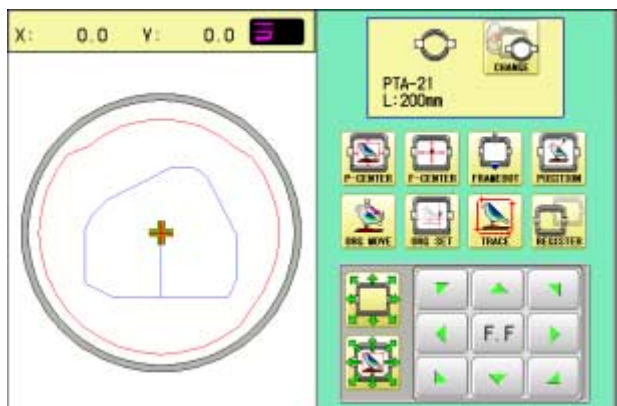 X: 0.0 Y: 0.0
CHANGE
PTA-21
L:200mm
P-CENTER F-CENTER FRAMEOUT POSITION
ORG MOVE ORG SET TRACE REGISTER
F.F